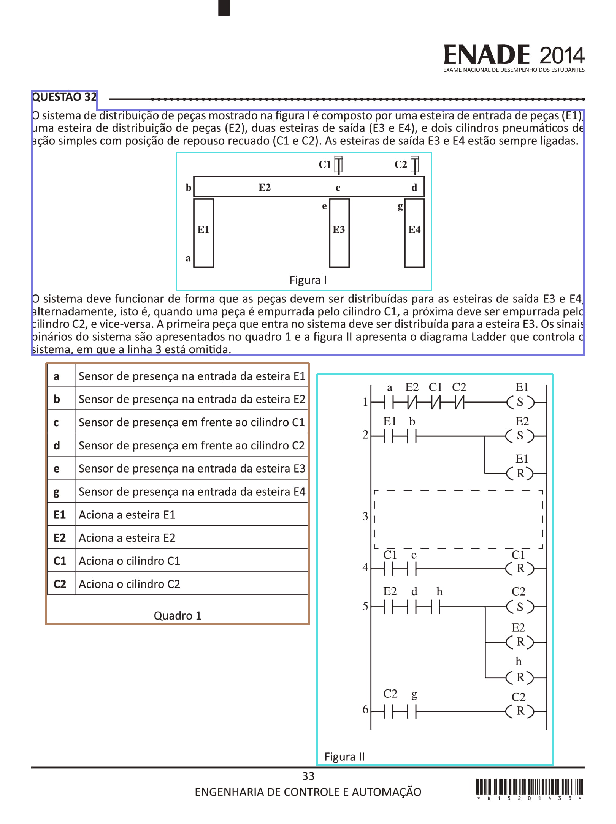 ENADE 2014
EXAME NACIONAL DE DESEMPENHO DOS ESTUDANTES
QUESTÃO 32
O sistema de distribuição de peças mostrado na figura I é composto por uma esteira de entrada de peças (E1),
uma esteira de distribuição de peças (E2), duas esteiras de saída (E3 e E4), e dois cilindros pneumáticos de
ação simples com posição de repouso recuado (C1 e C2). As esteiras de saída E3 e E4 estão sempre ligadas.
C1 C2
b E2 c d
e g
E1 E3 E4
a
Figura I
O sistema deve funcionar de forma que as peças devem ser distribuídas para as esteiras de saída E3 e E4,
alternadamente, isto é, quando uma peça é empurrada pelo cilindro C1, a próxima deve ser empurrada pelo
cilindro C2, e vice-versa. A primeira peça que entra no sistema deve ser distribuída para a esteira E3. Os sinais
binários do sistema são apresentados no quadro 1 e a figura II apresenta o diagrama Ladder que controla o
sistema, em que a linha 3 está omitida.
a Sensor de presença na entrada da esteira E1
b Sensor de presença na entrada da esteira E2
c Sensor de presença em frente ao cilindro C1
d Sensor de presença em frente ao cilindro C2
e Sensor de presença na entrada da esteira E3
g Sensor de presença na entrada da esteira E4
E1 Aciona a esteira E1
E2 Aciona a esteira E2
C1 Aciona o cilindro C1
C2 Aciona o cilindro C2
Quadro 1
a E2 C1 C2 E1
1 S
E1 b E2
2 S
E1
R
3
C1 e C1
4 R
E2 d h C2
5 S
E2
R
h
R
C2 g C2
6 R
Figura II
33
ENGENHARIA DE CONTROLE E AUTOMAÇÃO